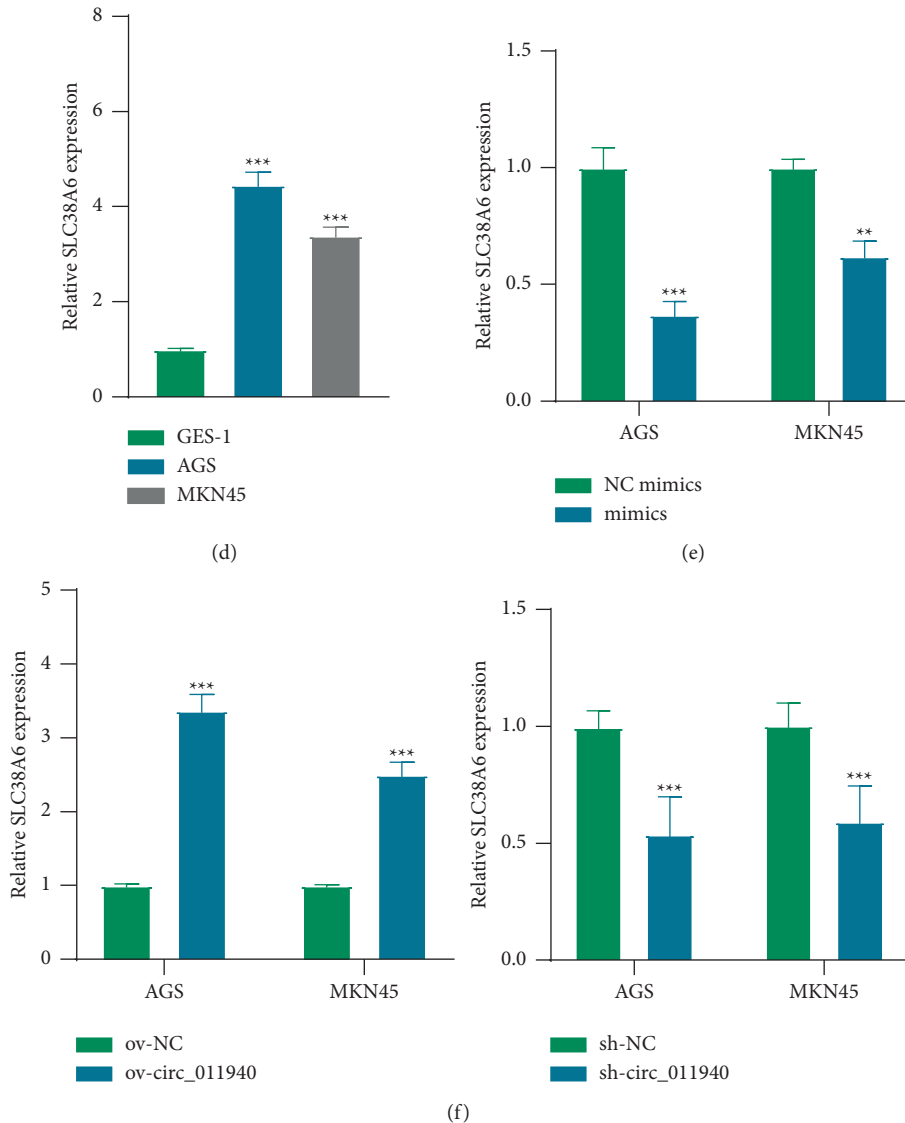 Relative SLC38A6 expression
8
6
4
2
0
***
***
GES-1
AGS
MKN45
(d)
Relative SLC38A6 expression
1.5
1.0
0.5
0.0
***
**
AGS MKN45
NC mimics
mimics
(e)
Relative SLC38A6 expression
5
4
3
2
1
0
***
***
AGS MKN45
ov-NC
ov-circ_011940
Relative SLC38A6 expression
1.5
1.0
0.5
0.0
***
***
AGS MKN45
sh-NC
sh-circ_011940
(f)